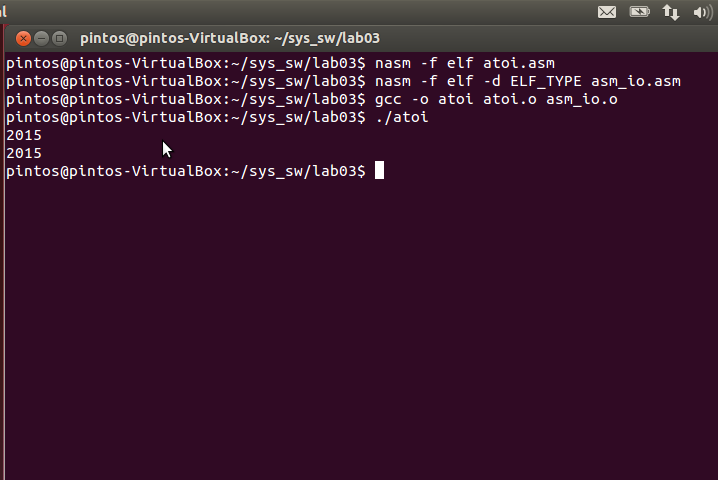 al
pintos@pintos-VirtualBox: ~/sys_sw/lab03
pintos@pintos-VirtualBox:~/sys_sw/lab03$ nasm -f elf atoi.asm
pintos@pintos-VirtualBox:~/sys_sw/lab03$ nasm -f elf -d ELF_TYPE asm_io.asm
pintos@pintos-VirtualBox:~/sys_sw/lab03$ gcc -o atoi atoi.o asm_io.o
pintos@pintos-VirtualBox:~/sys_sw/lab03$ ./atoi
2015
2015
pintos@pintos-VirtualBox:~/sys_sw/lab03$